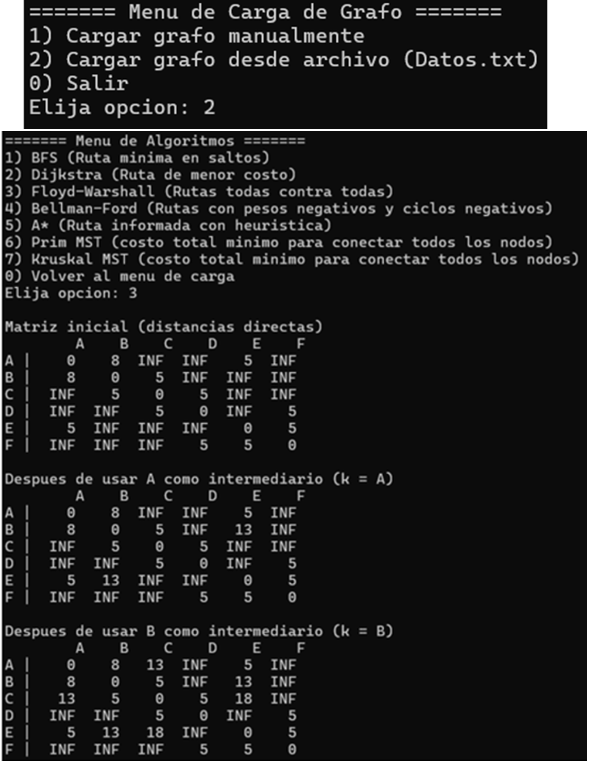 ======= Menu de Carga de Grafo =======
1) Cargar grafo manualmente
2) Cargar grafo desde archivo (Datos.txt)
0) Salir
Elija opcion: 2
======= Menu de Algoritmos =======
1) BFS (Ruta minima en saltos)
2) Dijkstra (Ruta de menor costo)
3) Floyd-Warshall (Rutas todas contra todas)
4) Bellman-Ford (Rutas con pesos negativos y ciclos negativos)
5) A* (Ruta informada con heuristica)
6) Prim MST (costo total minimo para conectar todos los nodos)
7) Kruskal MST (costo total minimo para conectar todos los nodos)
0) Volver al menu de carga
Elija opcion: 3
Matriz inicial (distancias directas)
A B C D E F
A | 0 8 INF INF 5 INF
B | 8 0 5 INF INF INF
C | INF 5 0 5 INF INF
D | INF INF 5 0 INF 5
E | 5 INF INF INF 0 5
F | INF INF INF 5 5 0
Despues de usar A como intermediario (k = A)
A B C D E F
A | 0 8 INF INF 5 INF
B | 8 0 5 INF 13 INF
C | INF 5 0 5 INF INF
D | INF INF 5 0 INF 5
E | 5 13 INF INF 0 5
F | INF INF INF 5 5 0
Despues de usar B como intermediario (k = B)
A B C D E F
A | 0 8 13 INF 5 INF
B | 8 0 5 INF 13 INF
C | 13 5 0 5 18 INF
D | INF INF 5 0 INF 5
E | 5 13 18 INF 0 5
F | INF INF INF 5 5 0